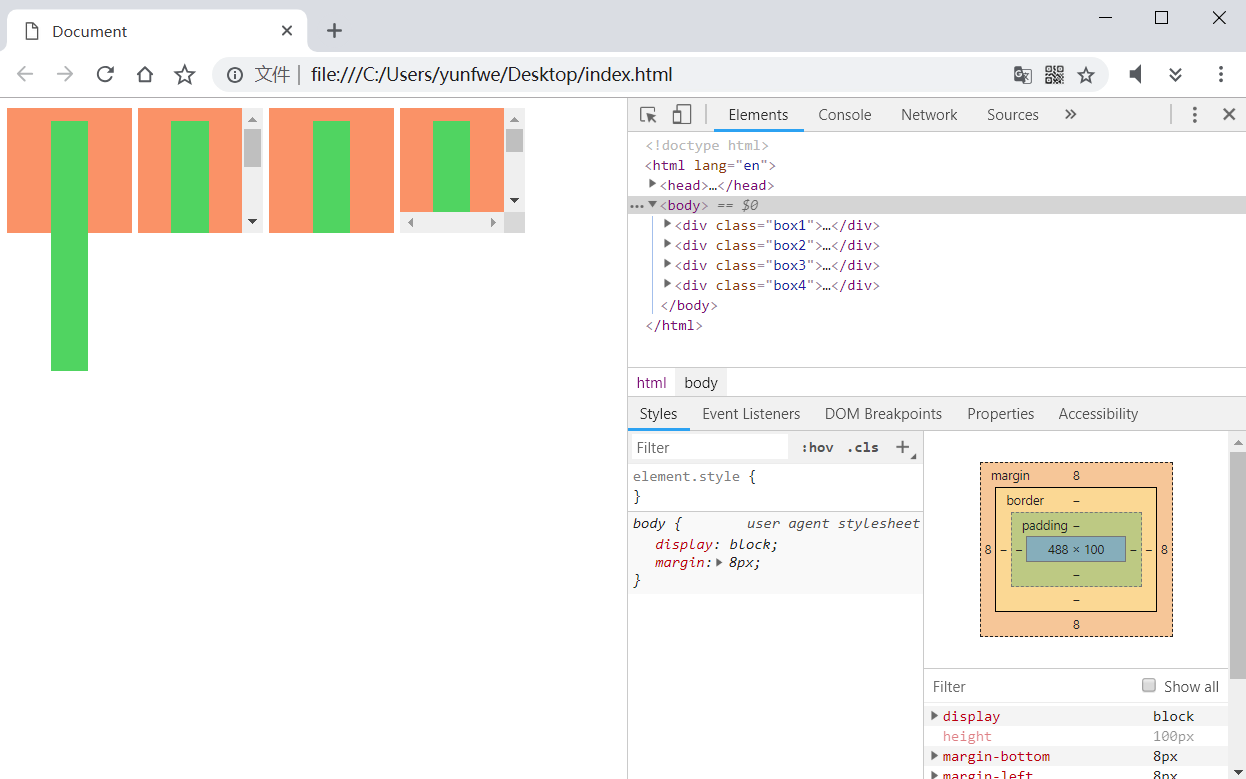 Document
文件 | file:///C:/Users/yunfwe/Desktop/index.html
Elements Console Network Sources »
<!doctype html>
<html lang="en">
<head>…</head>
<body> == $0
<div class="box1">…</div>
<div class="box2">…</div>
<div class="box3">…</div>
<div class="box4">…</div>
</body>
</html>
html body
Styles Event Listeners DOM Breakpoints Properties Accessibility
Filter :hov .cls +
element.style {
}
body { user agent stylesheet
display: block;
margin: 8px;
}
margin 8
border –
padding –
8 – – 488 × 100 – – 8
–
–
8
Filter Show all
display block
height 100px
margin-bottom 8px
margin-left 8px